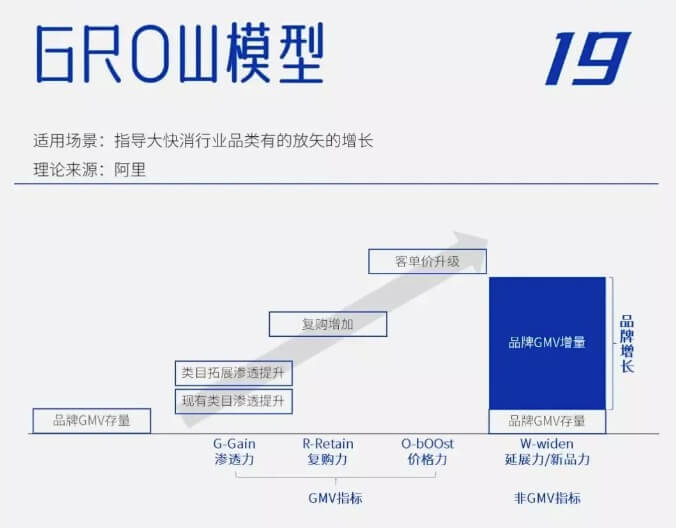 GROW模型
19
适用场景：指导大快消行业品类有的放矢的增长
理论来源：阿里
客单价升级
复购增加
类目拓展渗透提升
现有类目渗透提升
品牌GMV存量
品牌GMV增量
品牌GMV存量
品牌增长
G-Gain
渗透力
R-Retain
复购力
O-bOOst
价格力
W-widen
延展力/新品力
GMV指标
非GMV指标